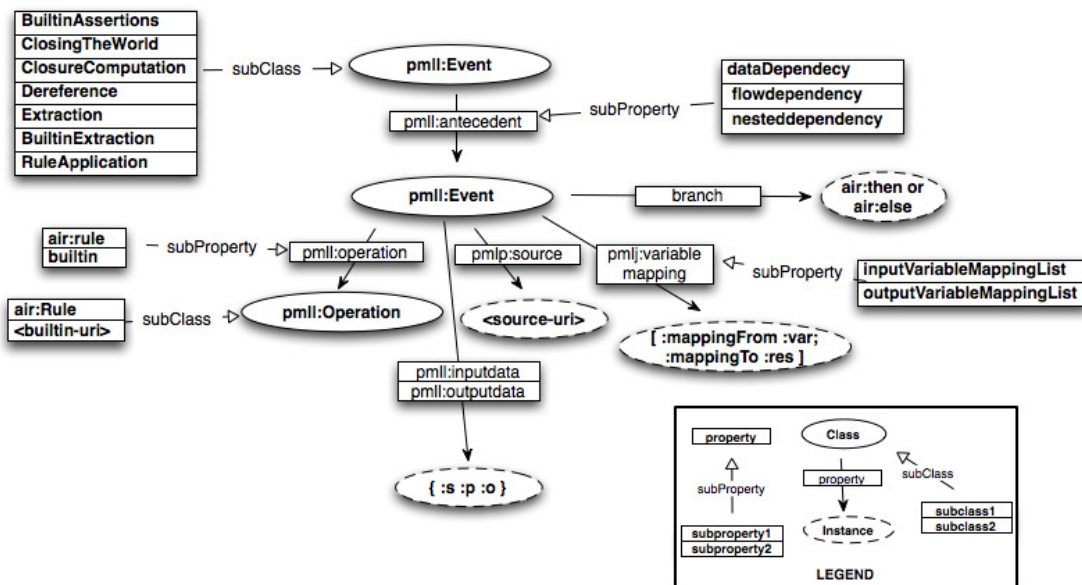 BuiltinAssertions
ClosingTheWorld
ClosureComputation
Dereference
Extraction
BuiltinExtraction
RuleApplication
subClass
pmll:Event
pmll:antecedent
subProperty
dataDependecy
flowdependency
nesteddependency
pmll:Event
branch
air:then or
air:else
air:rule
builtin
subProperty
pmll:operation
pmlp:source
pmlj:variable
mapping
subProperty
inputVariableMappingList
outputVariableMappingList
air:Rule
<builtin-uri>
subClass
pmll:Operation
<source-uri>
[ :mappingFrom :var;
:mappingTo :res ]
pmll:inputdata
pmll:outputdata
{ :s :p :o }
property
subProperty
subproperty1
subproperty2
Class
property
Instance
subClass
subclass1
subclass2
LEGEND